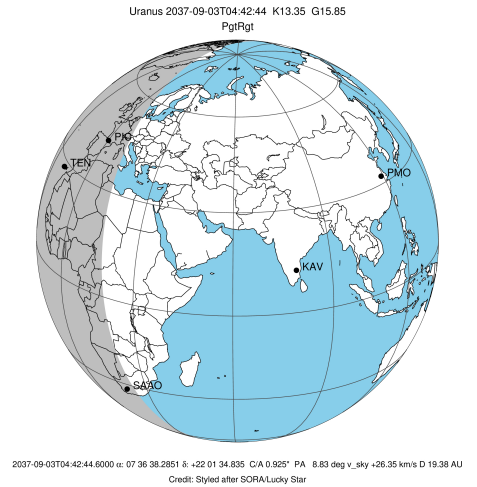 Uranus 2037-09-03T04:42:44 K13.35 G15.85
PgtRgt
PIC
TEN
PMO
KAV
SAAO
2037-09-03T04:42:44.6000 α: 07 36 38.2851 δ: +22 01 34.835 C/A 0.925" PA 8.83 deg v_sky +26.35 km/s D 19.38 AU
Credit: Styled after SORA/Lucky Star